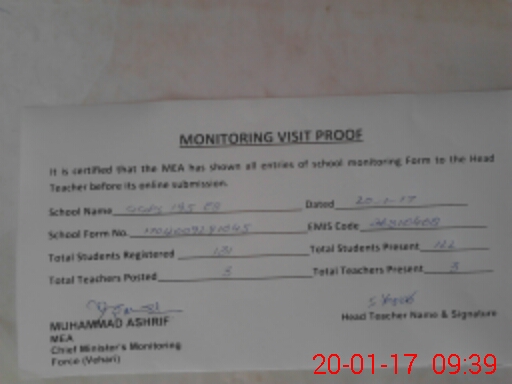 MONITORING VISIT PROOF
It is certified that the MEA has shown all entries of school monitoring Form to the Head
Teacher before its online submission.
School Name Dated 20-1-17
School Form No. EMIS Code
Total Students Registered 131 Total Students Present 122
Total Teachers Posted 3 Total Teachers Present 3
MUHAMMAD ASHRIF
MEA
Chief Minister's Monitoring
Force (Vehari)
Head Teacher Name & Signature
20-01-17 09:39